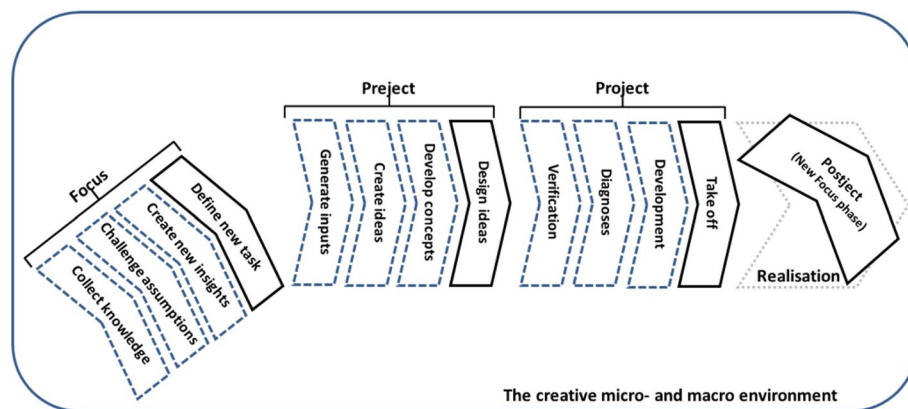 Focus
Collect knowledge
Challenge assumptions
Create new insights
Define new task
Preject
Generate inputs
Create ideas
Develop concepts
Design ideas
Project
Verification
Diagnoses
Development
Take off
Postject
(New Focus phase)
Realisation
The creative micro- and macro environment